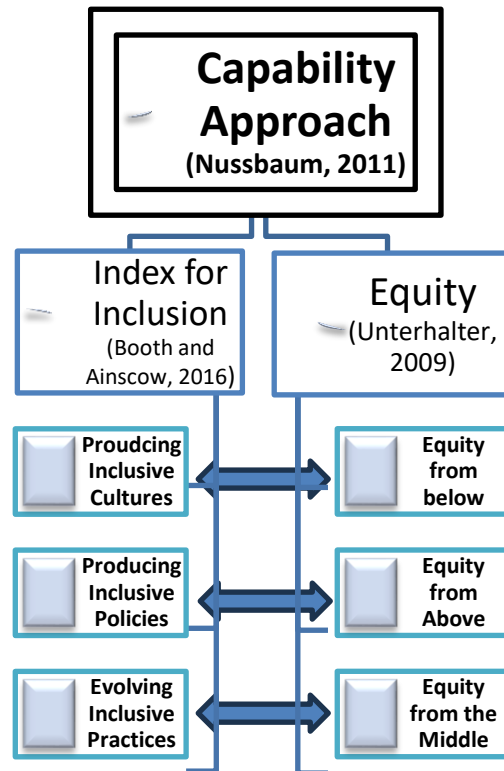 Capability
Approach
(Nussbaum, 2011)
Index for
Inclusion
(Booth and
Ainscow, 2016)
Equity
(Unterhalter,
2009)
Proudcing
Inclusive
Cultures
Equity
from
below
Producing
Inclusive
Policies
Equity
from
Above
Evolving
Inclusive
Practices
Equity
from the
Middle